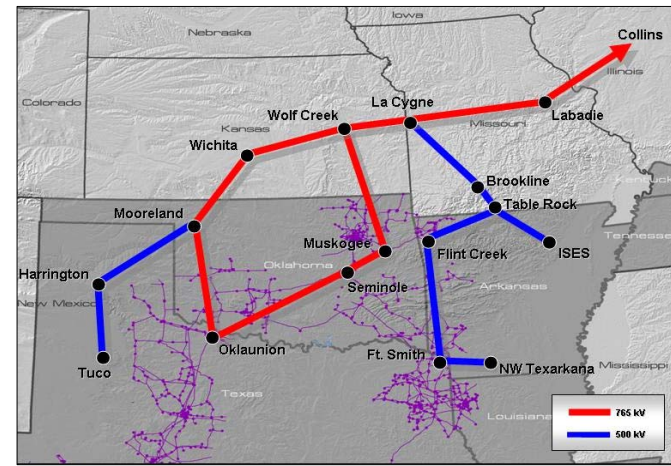 Iowa
Nebraska
Collins
Illinois
La Cygne
Colorado
Wolf Creek
Labadie
Kansas
Missouri
Wichita
Kentucky
Brookline
Table Rock
Mooreland
Tennessee
Muskogee
Flint Creek
ISES
Oklahoma
Harrington
Seminole
Arkansas
New Mexico
Oklaunion
Ft. Smith
NW Texarkana
Tuco
Mississippi
Texas
Louisiana
765 kV
500 kV